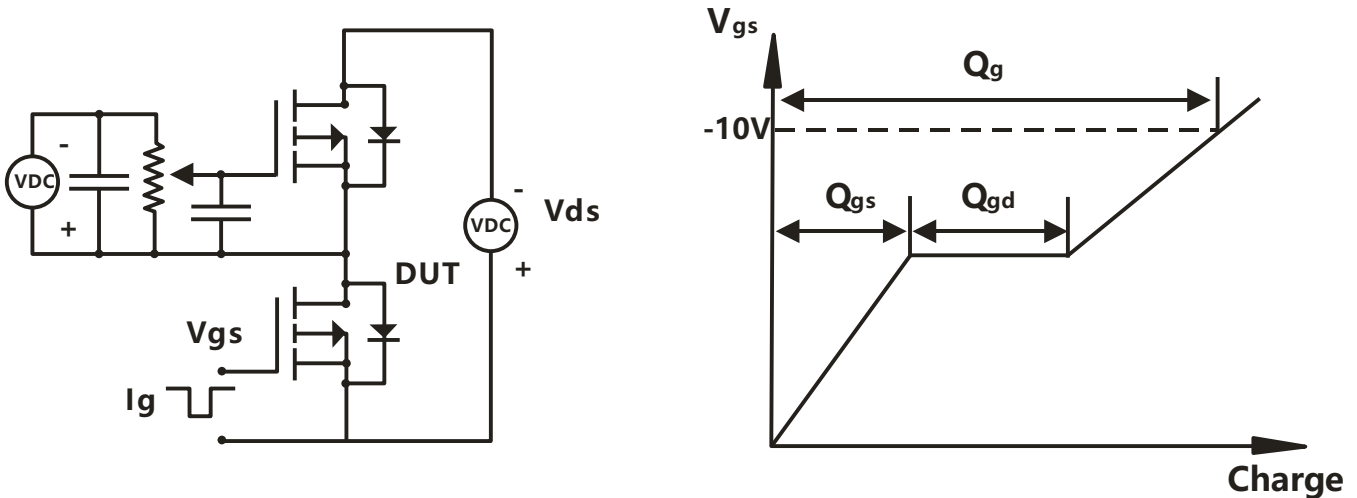 -
VDC
+
-
VDC
Vds
+
DUT
Vgs
Ig
Vgs
Qg
-10V
Qgs
Qgd
Charge